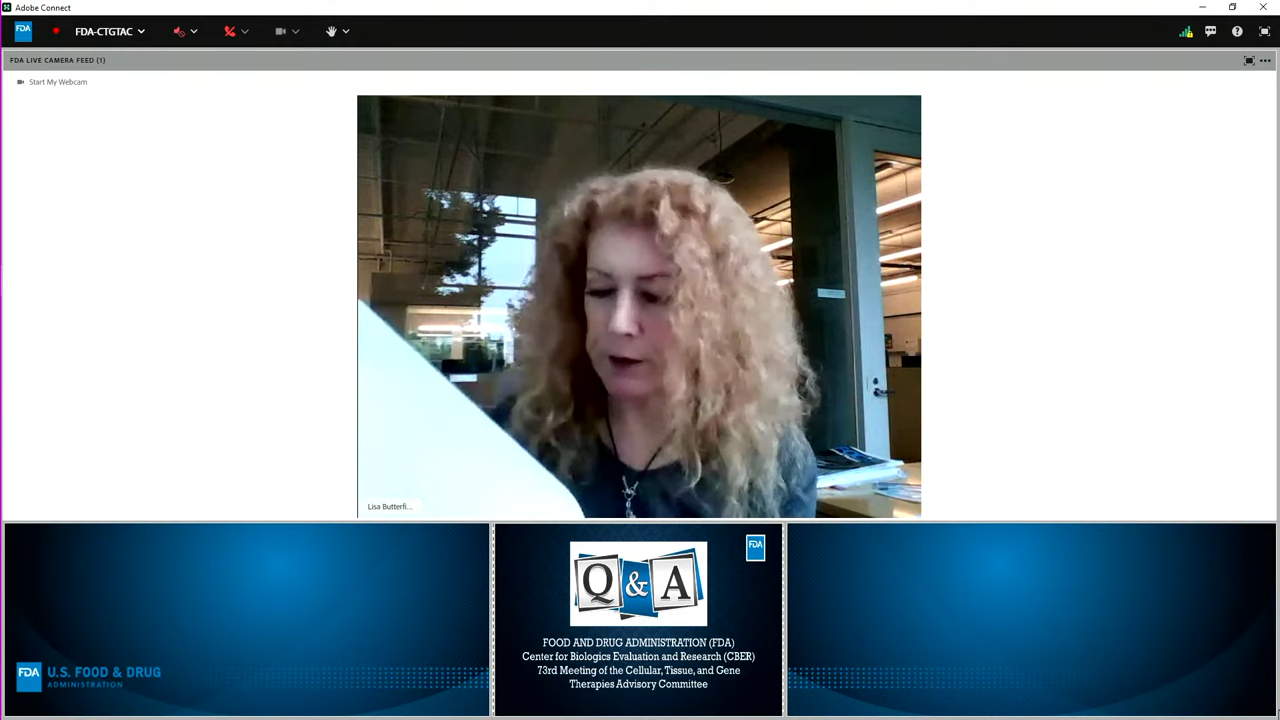 Adobe Connect
FDA
FDA-CTGTAC
FDA LIVE CAMERA FEED (1)
Start My Webcam
Lisa Butterfi...
Q&A
FDA
FOOD AND DRUG ADMINISTRATION (FDA)
Center for Biologics Evaluation and Research (CBER)
73rd Meeting of the Cellular, Tissue, and Gene
Therapies Advisory Committee
FDA
U.S. FOOD & DRUG
ADMINISTRATION